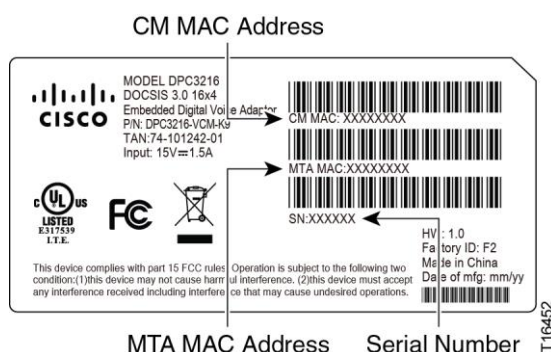 CM MAC Address
CISCO
MODEL DPC3216
DOCSIS 3.0 16x4
Embedded Digital Voice Adaptor
P/N: DPC3216-VCM-K9
TAN:74-101242-01
Input: 15V⎓1.5A
CM MAC: XXXXXXXX
MTA MAC:XXXXXXXX
SN:XXXXXX
c UL us
LISTED
E317539
I.T.E.
FC
HW: 1.0
Factory ID: F2
Made in China
Date of mfg: mm/yy
This device complies with part 15 FCC rules. Operation is subject to the following two
condition:(1)this device may not cause harmful interference. (2)this device must accept
any interference received including interference that may cause undesired operations.
MTA MAC Address
Serial Number
T16452